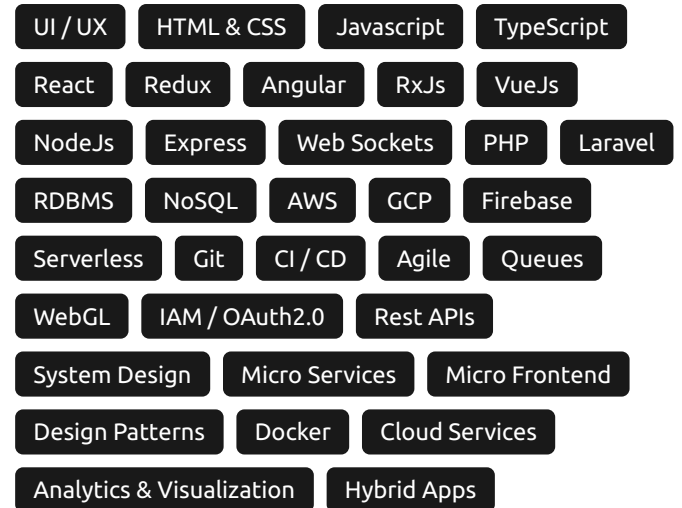 UI / UX HTML & CSS Javascript TypeScript
React Redux Angular RxJs VueJs
NodeJs Express Web Sockets PHP Laravel
RDBMS NoSQL AWS GCP Firebase
Serverless Git CI / CD Agile Queues
WebGL IAM / OAuth2.0 Rest APIs
System Design Micro Services Micro Frontend
Design Patterns Docker Cloud Services
Analytics & Visualization Hybrid Apps